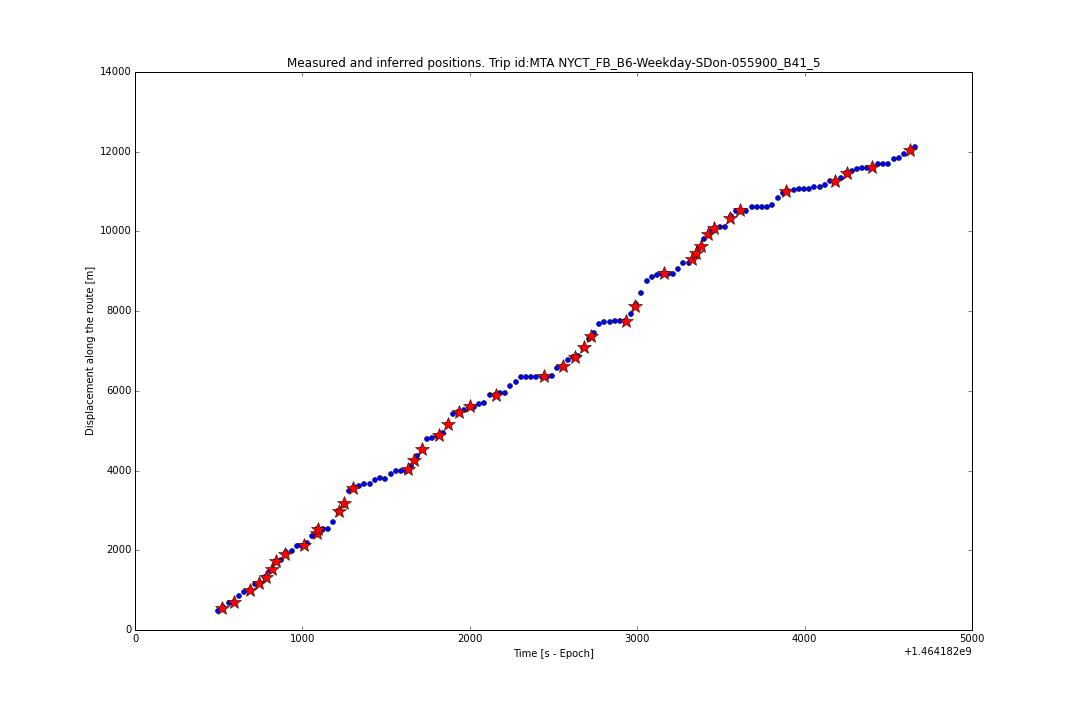 Measured and inferred positions. Trip id:MTA NYCT_FB_B6-Weekday-SDon-055900_B41_5
14000
12000
10000
8000
6000
4000
2000
0
Displacement along the route [m]
0 1000 2000 3000 4000 5000
Time [s - Epoch]
+1.464182e9